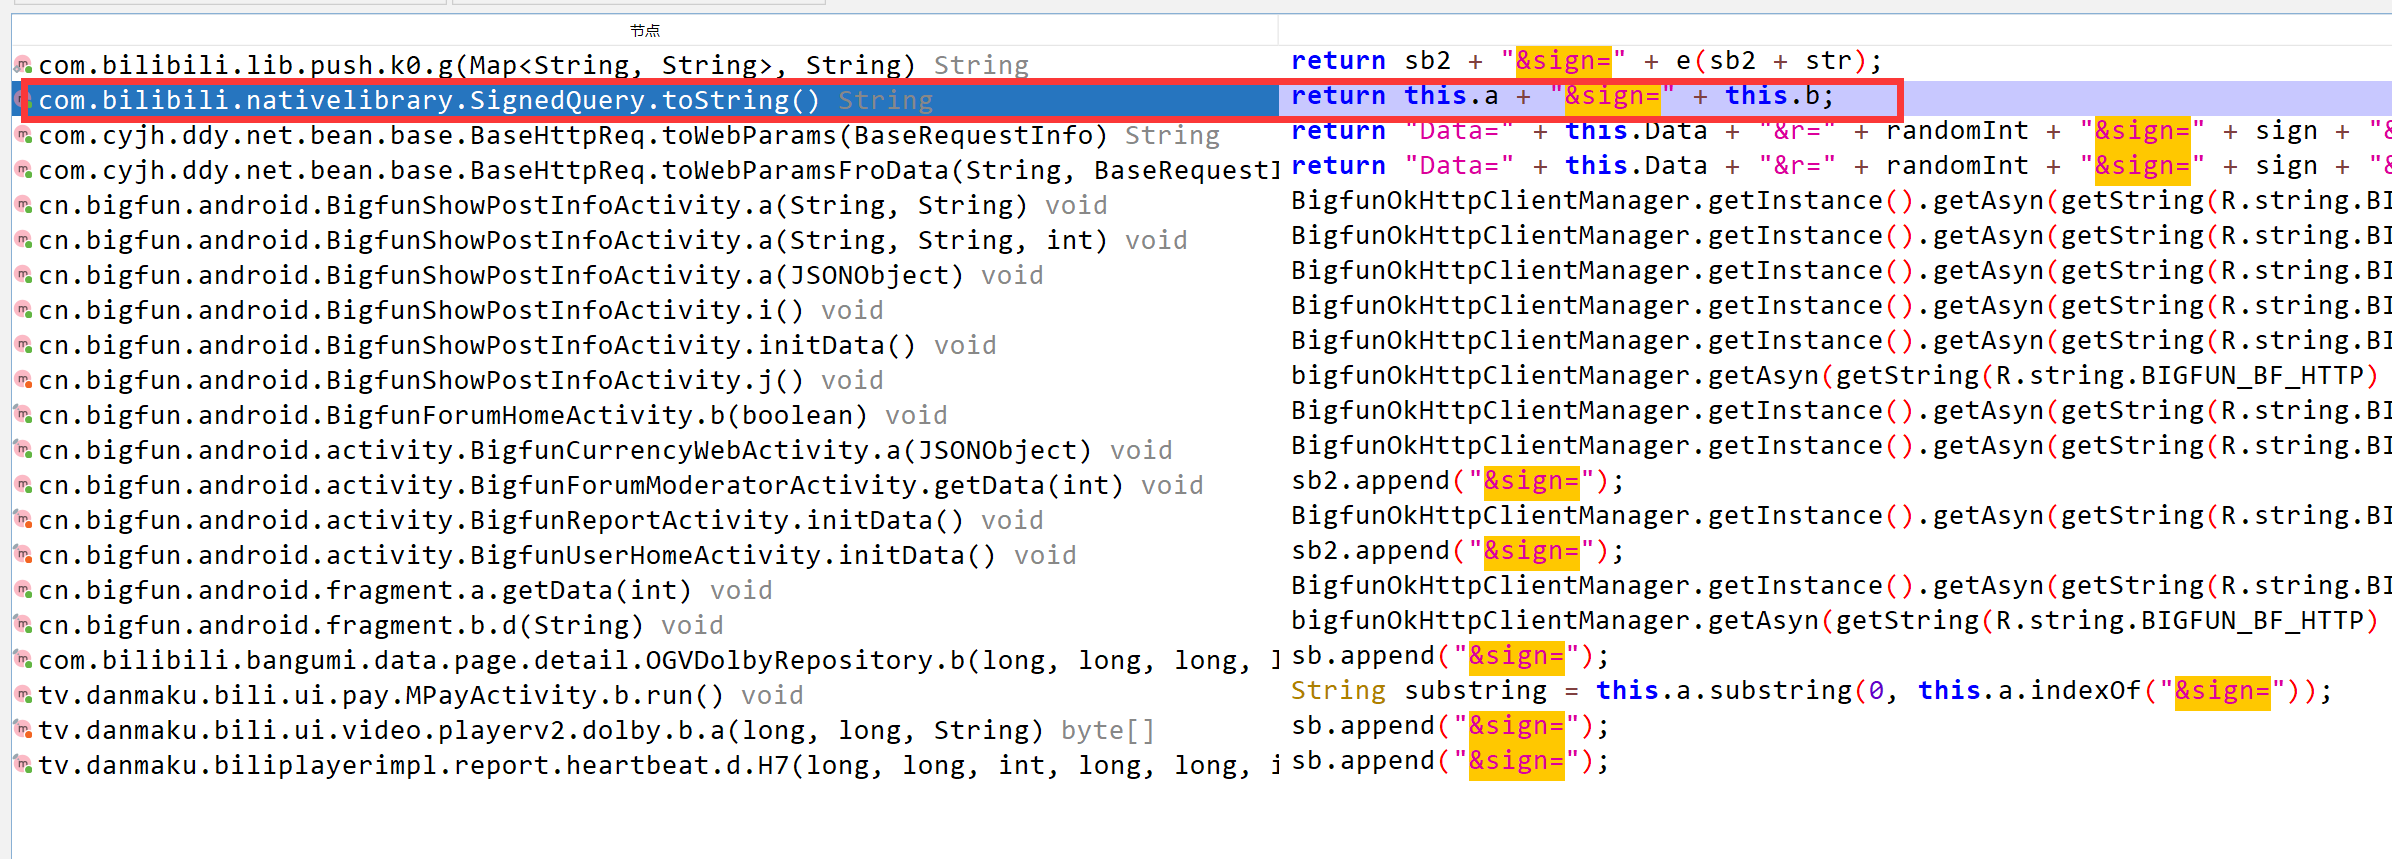 节点
com.bilibili.lib.push.k0.g(Map<String, String>, String) String return sb2 + "&sign=" + e(sb2 + str);
com.bilibili.nativelibrary.SignedQuery.toString() String return this.a + "&sign=" + this.b;
com.cyjh.ddy.net.bean.base.BaseHttpReq.toWebParams(BaseRequestInfo) String return "Data=" + this.Data + "&r=" + randomInt + "&sign=" + sign + "&
com.cyjh.ddy.net.bean.base.BaseHttpReq.toWebParamsFroData(String, BaseRequestI return "Data=" + this.Data + "&r=" + randomInt + "&sign=" + sign + "&
cn.bigfun.android.BigfunShowPostInfoActivity.a(String, String) void BigfunOkHttpClientManager.getInstance().getAsyn(getString(R.string.BI
cn.bigfun.android.BigfunShowPostInfoActivity.a(String, String, int) void BigfunOkHttpClientManager.getInstance().getAsyn(getString(R.string.BI
cn.bigfun.android.BigfunShowPostInfoActivity.a(JSONObject) void BigfunOkHttpClientManager.getInstance().getAsyn(getString(R.string.BI
cn.bigfun.android.BigfunShowPostInfoActivity.i() void BigfunOkHttpClientManager.getInstance().getAsyn(getString(R.string.BI
cn.bigfun.android.BigfunShowPostInfoActivity.initData() void BigfunOkHttpClientManager.getInstance().getAsyn(getString(R.string.BI
cn.bigfun.android.BigfunShowPostInfoActivity.j() void bigfunOkHttpClientManager.getAsyn(getString(R.string.BIGFUN_BF_HTTP)
cn.bigfun.android.BigfunForumHomeActivity.b(boolean) void BigfunOkHttpClientManager.getInstance().getAsyn(getString(R.string.BI
cn.bigfun.android.activity.BigfunCurrencyWebActivity.a(JSONObject) void BigfunOkHttpClientManager.getInstance().getAsyn(getString(R.string.BI
cn.bigfun.android.activity.BigfunForumModeratorActivity.getData(int) void sb2.append("&sign=");
cn.bigfun.android.activity.BigfunReportActivity.initData() void BigfunOkHttpClientManager.getInstance().getAsyn(getString(R.string.BI
cn.bigfun.android.activity.BigfunUserHomeActivity.initData() void sb2.append("&sign=");
cn.bigfun.android.fragment.a.getData(int) void BigfunOkHttpClientManager.getInstance().getAsyn(getString(R.string.BI
cn.bigfun.android.fragment.b.d(String) void bigfunOkHttpClientManager.getAsyn(getString(R.string.BIGFUN_BF_HTTP)
com.bilibili.bangumi.data.page.detail.OGVDolbyRepository.b(long, long, long, l sb.append("&sign=");
tv.danmaku.bili.ui.pay.MPayActivity.b.run() void String substring = this.a.substring(0, this.a.indexOf("&sign="));
tv.danmaku.bili.ui.video.playerv2.dolby.b.a(long, long, String) byte[] sb.append("&sign=");
tv.danmaku.biliplayerimpl.report.heartbeat.d.H7(long, long, int, long, long, i sb.append("&sign=");